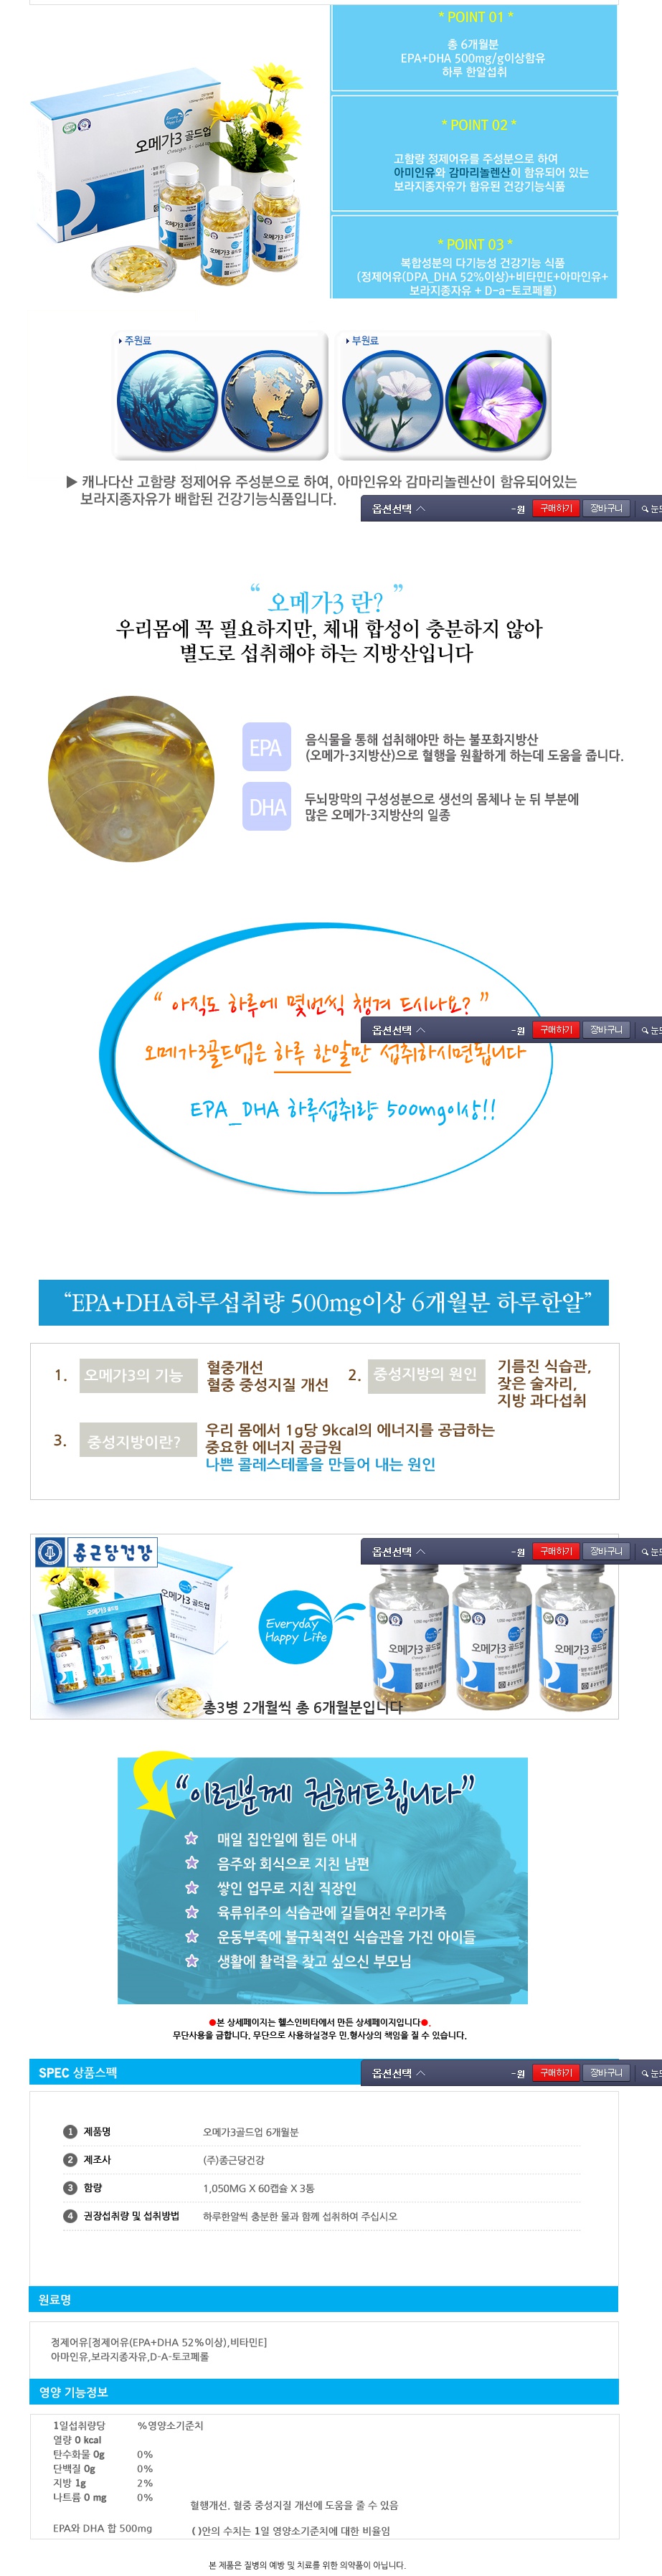 * POINT 01 *
총 6개월분
EPA+DHA 500mg/g이상함유
하루 한알섭취
* POINT 02 *
고함량 정제어유를 주성분으로 하여
아미인유와 감마리놀렌산이 함유되어 있는
보라지종자유가 함유된 건강기능식품
* POINT 03 *
복합성분의 다기능성 건강기능 식품
(정제어유(DPA_DHA 52%이상)+비타민E+아마인유+
보라지종자유 + D-a-토코페롤)
오메가3 골드업
주원료
부원료
▶ 캐나다산 고함량 정제어유 주성분으로 하여, 아마인유와 감마리놀렌산이 함유되어있는
보라지종자유가 배합된 건강기능식품입니다.
옵션선택
-원
구매하기
장바구니
“ 오메가3 란? ”
우리몸에 꼭 필요하지만, 체내 합성이 충분하지 않아
별도로 섭취해야 하는 지방산입니다
EPA
음식물을 통해 섭취해야만 하는 불포화지방산
(오메가-3지방산)으로 혈행을 원활하게 하는데 도움을 줍니다.
DHA
두뇌망막의 구성성분으로 생선의 몸체나 눈 뒤 부분에
많은 오메가-3지방산의 일종
“ 아직도 하루에 몇번씩 챙겨 드시나요? ”
옵션선택
-원
구매하기
장바구니
오메가3골드업은 하루 한알만 섭취하시면됩니다
EPA_DHA 하루섭취량 500mg이상!!
“EPA+DHA하루섭취량 500mg이상 6개월분 하루한알”
1. 오메가3의 기능
혈중개선
혈중 중성지질 개선
2. 중성지방의 원인
기름진 식습관,
잦은 술자리,
지방 과다섭취
3. 중성지방이란?
우리 몸에서 1g당 9kcal의 에너지를 공급하는
중요한 에너지 공급원
나쁜 콜레스테롤을 만들어 내는 원인
종근당건강
옵션선택
-원
구매하기
장바구니
오메가3 골드업
Everyday
Happy Life
오메가3 골드업
오메가3 골드업
오메가3 골드업
총3병 2개월씩 총 6개월분입니다
“이런분께 권해드립니다”
매일 집안일에 힘든 아내
음주와 회식으로 지친 남편
쌓인 업무로 지친 직장인
육류위주의 식습관에 길들여진 우리가족
운동부족에 불규칙적인 식습관을 가진 아이들
생활에 활력을 찾고 싶으신 부모님
●본 상세페이지는 헬스인비타에서 만든 상세페이지입니다●.
무단사용을 금합니다. 무단으로 사용하실경우 민.형사상의 책임을 질 수 있습니다.
SPEC 상품스펙
옵션선택
-원
구매하기
장바구니
1 제품명 오메가3골드업 6개월분
2 제조사 (주)종근당건강
3 함량 1,050MG X 60캡슐 X 3통
4 권장섭취량 및 섭취방법 하루한알씩 충분한 물과 함께 섭취하여 주십시오
원료명
정제어유[정제어유(EPA+DHA 52%이상),비타민E]
아마인유,보라지종자유,D-A-토코페롤
영양 기능정보
1일섭취량당 %영양소기준치
열량 0 kcal
탄수화물 0g 0%
단백질 0g 0%
지방 1g 2%
나트륨 0 mg 0%
혈행개선. 혈중 중성지질 개선에 도움을 줄 수 있음
EPA와 DHA 합 500mg
( )안의 수치는 1일 영양소기준치에 대한 비율임
본 제품은 질병의 예방 및 치료를 위한 의약품이 아닙니다.